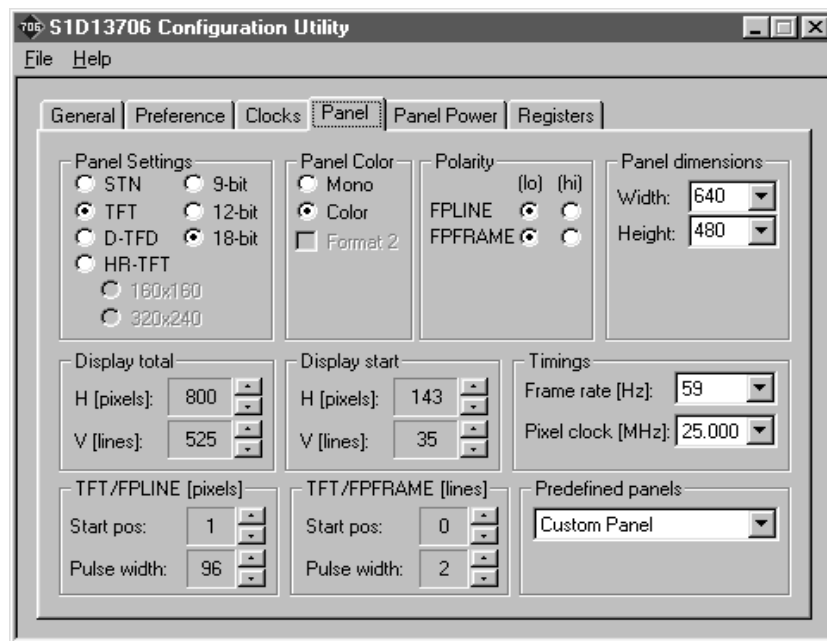 706 S1D13706 Configuration Utility
File Help
General Preference Clocks Panel Panel Power Registers
Panel Settings
STN 9-bit
TFT 12-bit
D-TFD 18-bit
HR-TFT
160x160
320x240
Panel Color
Mono
Color
Format 2
Polarity
(lo) (hi)
FPLINE
FPFRAME
Panel dimensions
Width: 640
Height: 480
Display total
H [pixels]: 800
V [lines]: 525
Display start
H [pixels]: 143
V [lines]: 35
Timings
Frame rate [Hz]: 59
Pixel clock [MHz]: 25.000
TFT/FPLINE [pixels]
Start pos: 1
Pulse width: 96
TFT/FPFRAME [lines]
Start pos: 0
Pulse width: 2
Predefined panels
Custom Panel